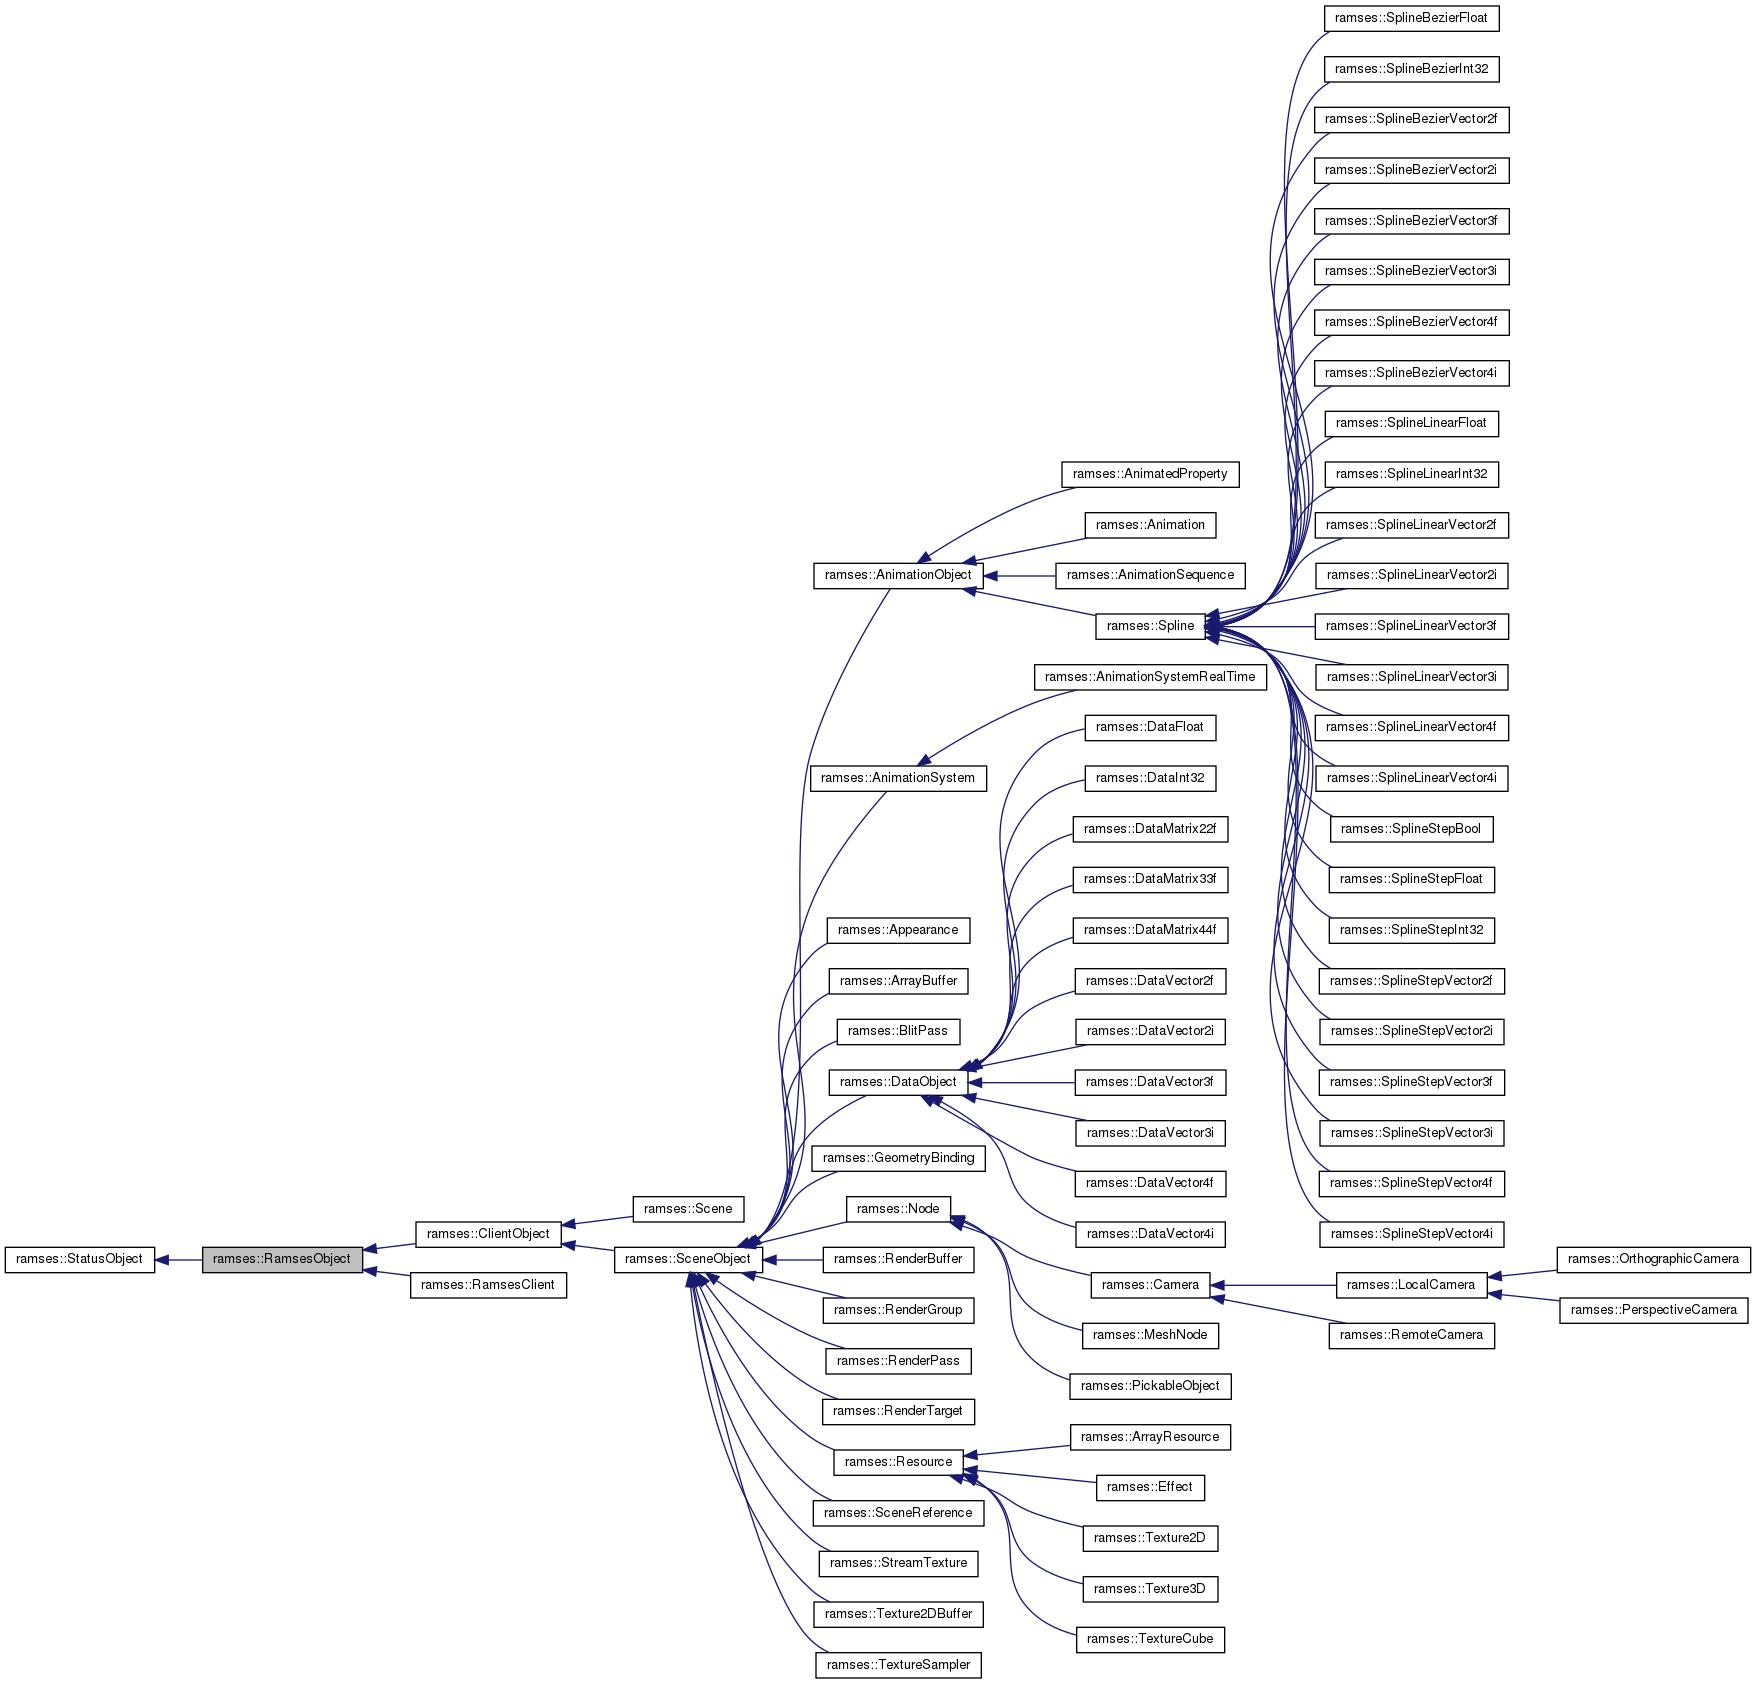 ramses::SplineBezierFloat
ramses::SplineBezierInt32
ramses::SplineBezierVector2f
ramses::SplineBezierVector2i
ramses::SplineBezierVector3f
ramses::SplineBezierVector3i
ramses::SplineBezierVector4f
ramses::SplineBezierVector4i
ramses::SplineLinearFloat
ramses::AnimatedProperty
ramses::SplineLinearInt32
ramses::Animation
ramses::SplineLinearVector2f
ramses::AnimationObject
ramses::AnimationSequence
ramses::SplineLinearVector2i
ramses::Spline
ramses::SplineLinearVector3f
ramses::AnimationSystemRealTime
ramses::SplineLinearVector3i
ramses::DataFloat
ramses::SplineLinearVector4f
ramses::AnimationSystem
ramses::DataInt32
ramses::SplineLinearVector4i
ramses::DataMatrix22f
ramses::SplineStepBool
ramses::DataMatrix33f
ramses::SplineStepFloat
ramses::Appearance
ramses::DataMatrix44f
ramses::SplineStepInt32
ramses::ArrayBuffer
ramses::DataVector2f
ramses::SplineStepVector2f
ramses::BlitPass
ramses::DataVector2i
ramses::SplineStepVector2i
ramses::DataObject
ramses::DataVector3f
ramses::SplineStepVector3f
ramses::DataVector3i
ramses::SplineStepVector3i
ramses::GeometryBinding
ramses::DataVector4f
ramses::SplineStepVector4f
ramses::Scene
ramses::Node
ramses::DataVector4i
ramses::SplineStepVector4i
ramses::ClientObject
ramses::StatusObject
ramses::RamsesObject
ramses::SceneObject
ramses::RenderBuffer
ramses::OrthographicCamera
ramses::RamsesClient
ramses::Camera
ramses::LocalCamera
ramses::RenderGroup
ramses::PerspectiveCamera
ramses::MeshNode
ramses::RemoteCamera
ramses::RenderPass
ramses::PickableObject
ramses::RenderTarget
ramses::ArrayResource
ramses::Resource
ramses::Effect
ramses::SceneReference
ramses::Texture2D
ramses::StreamTexture
ramses::Texture3D
ramses::Texture2DBuffer
ramses::TextureCube
ramses::TextureSampler